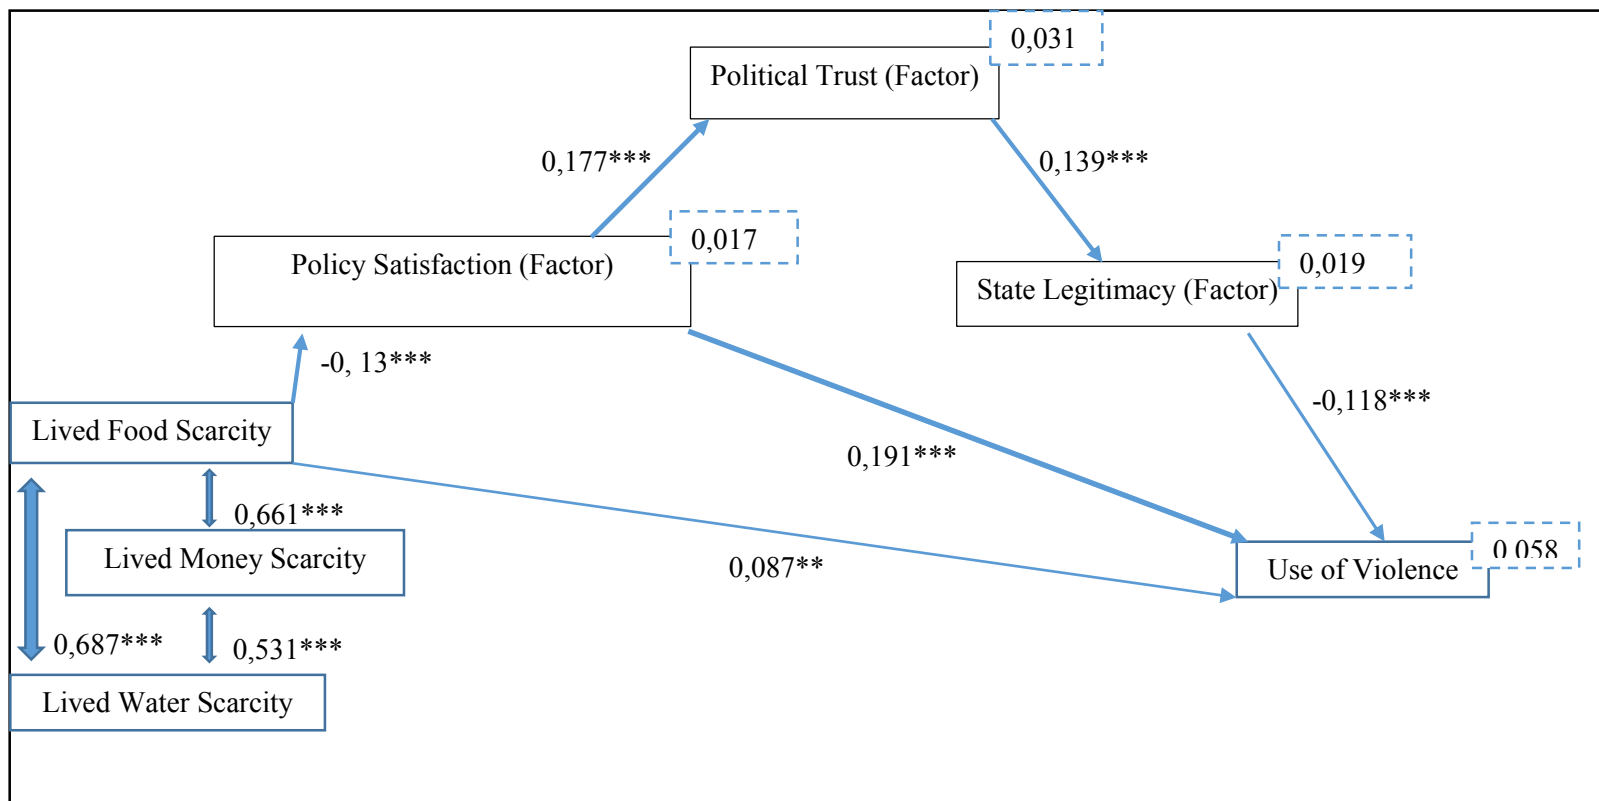 0,031
Political Trust (Factor)
0,177***
0,139***
0,017
Policy Satisfaction (Factor)
0,019
State Legitimacy (Factor)
-0, 13***
-0,118***
Lived Food Scarcity
0,191***
0,661***
Lived Money Scarcity
0,087**
0,058
Use of Violence
0,687***
0,531***
Lived Water Scarcity